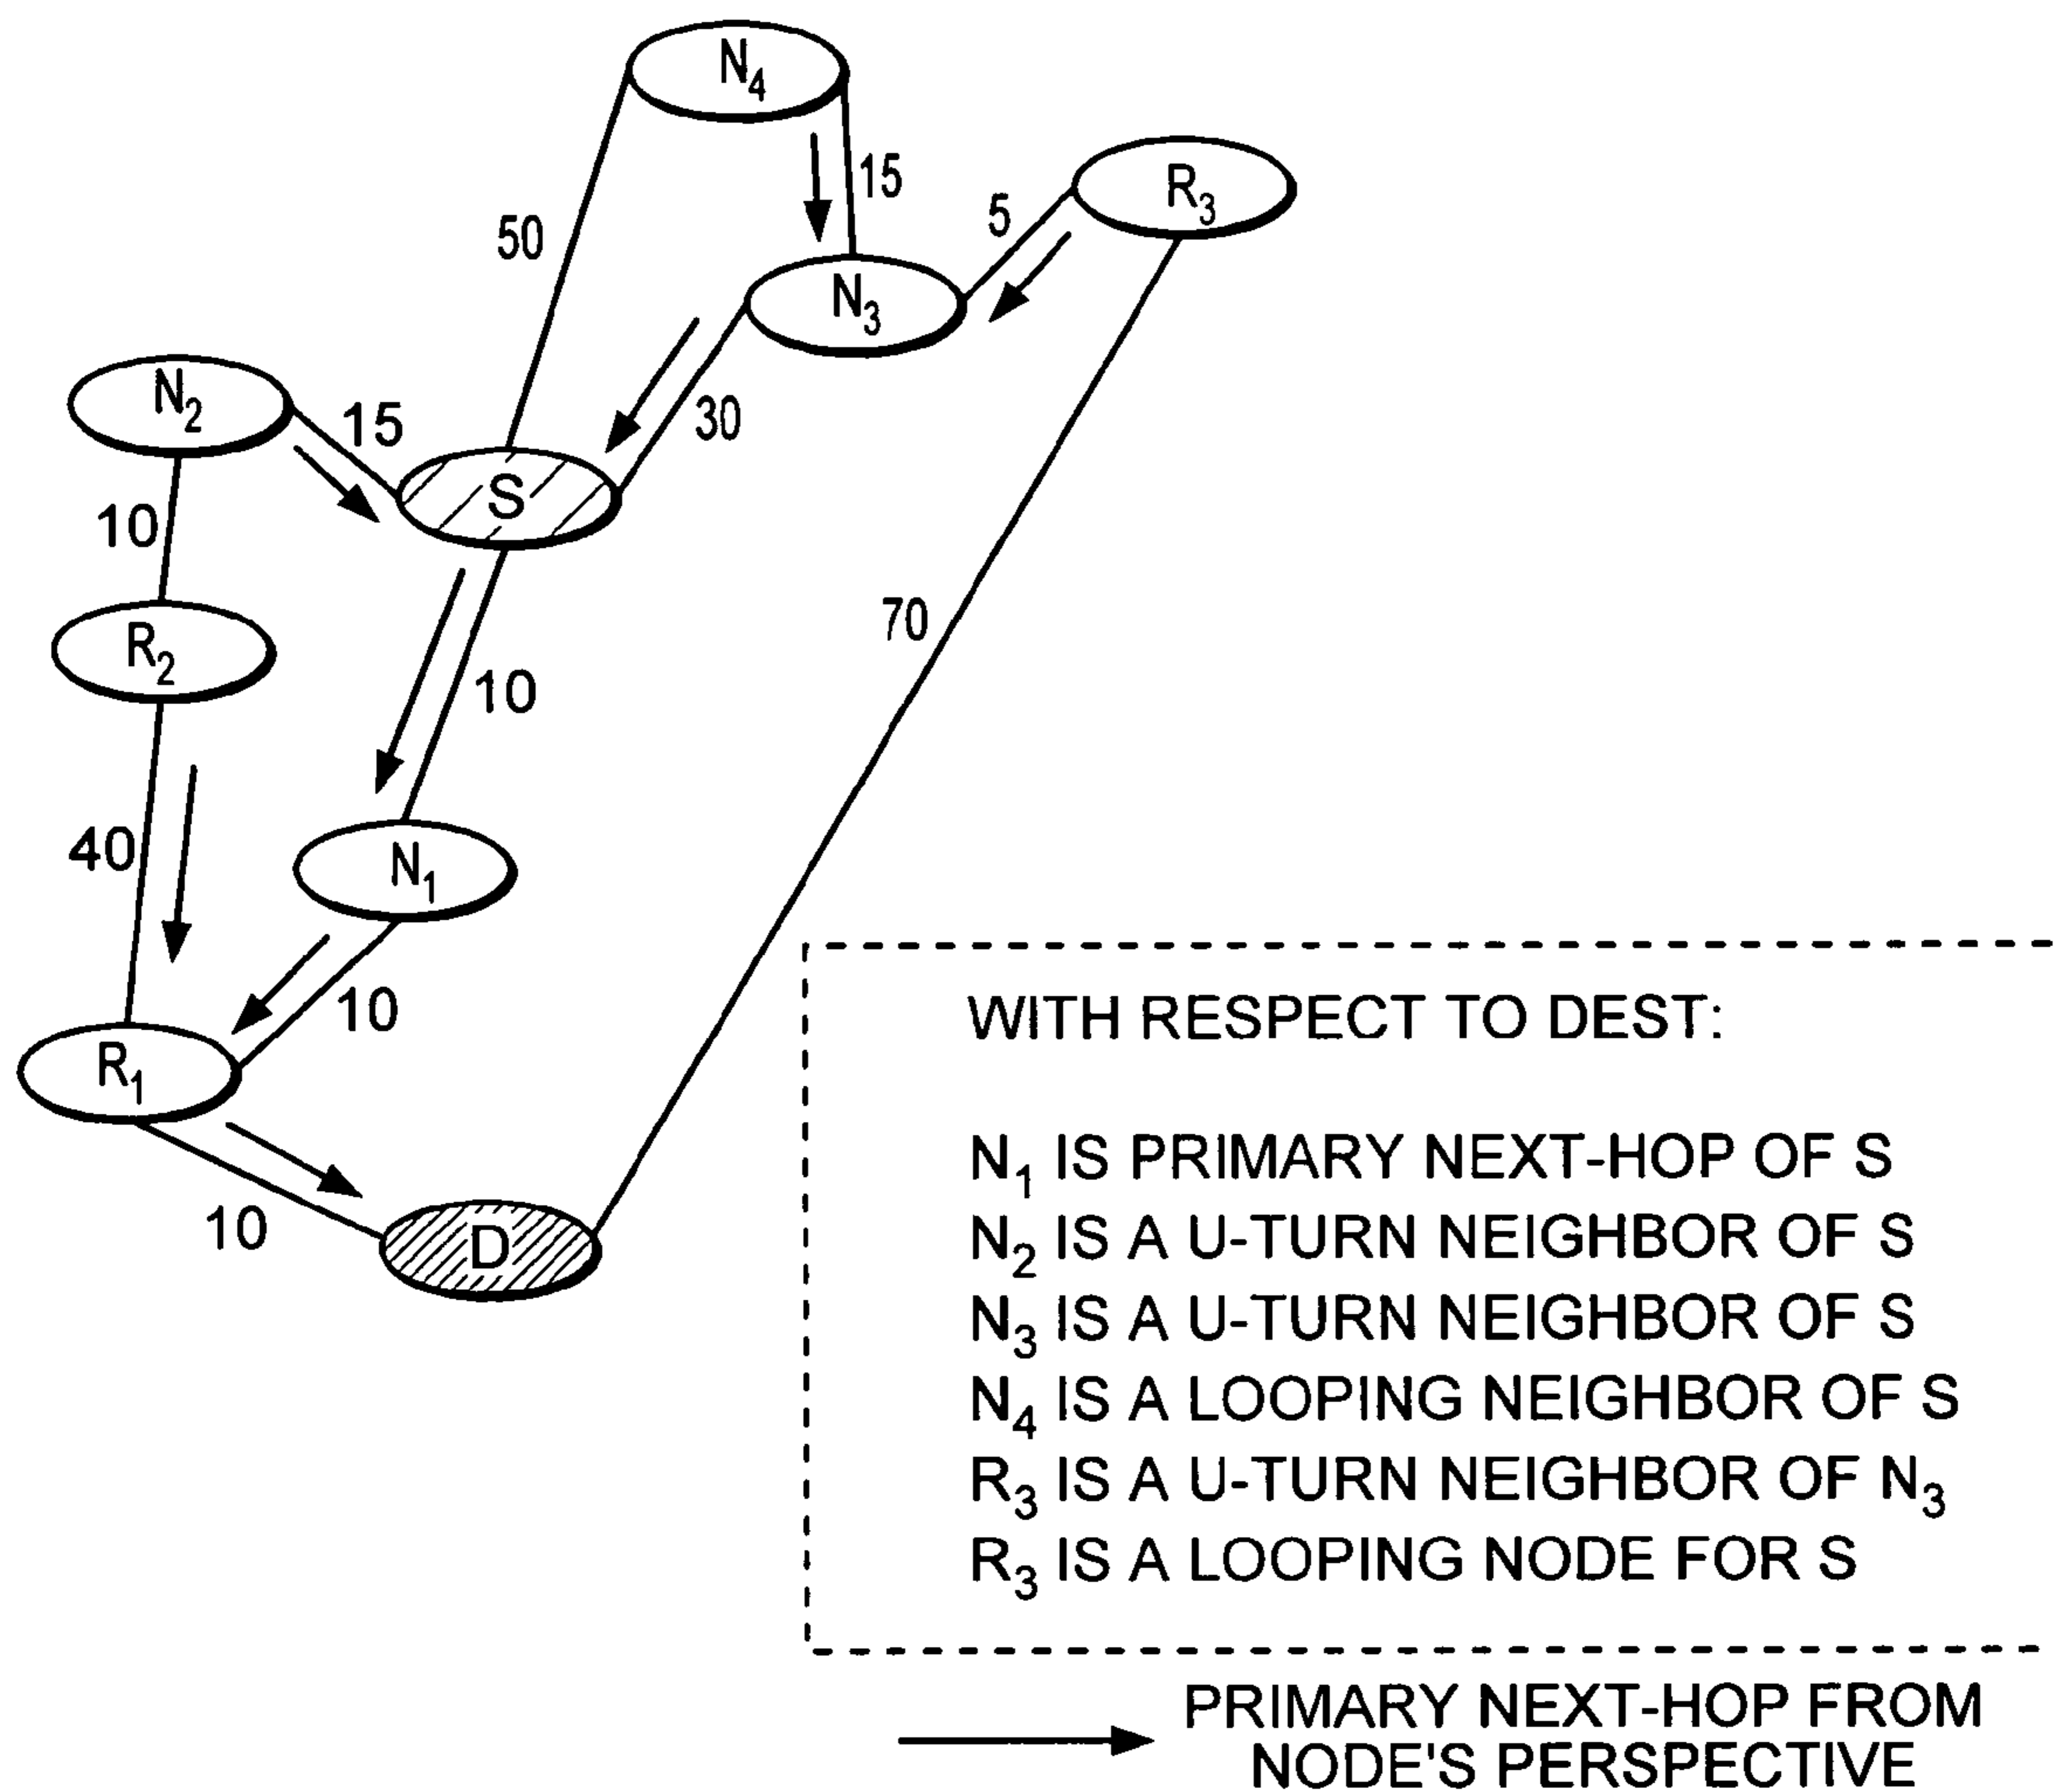 N₄
15
R₃
5
50
N₃
N₂
15
30
S
10
70
R₂
10
40
N₁
10
R₁
10
D
WITH RESPECT TO DEST:
N₁ IS PRIMARY NEXT-HOP OF S
N₂ IS A U-TURN NEIGHBOR OF S
N₃ IS A U-TURN NEIGHBOR OF S
N₄ IS A LOOPING NEIGHBOR OF S
R₃ IS A U-TURN NEIGHBOR OF N₃
R₃ IS A LOOPING NODE FOR S
PRIMARY NEXT-HOP FROM
NODE'S PERSPECTIVE